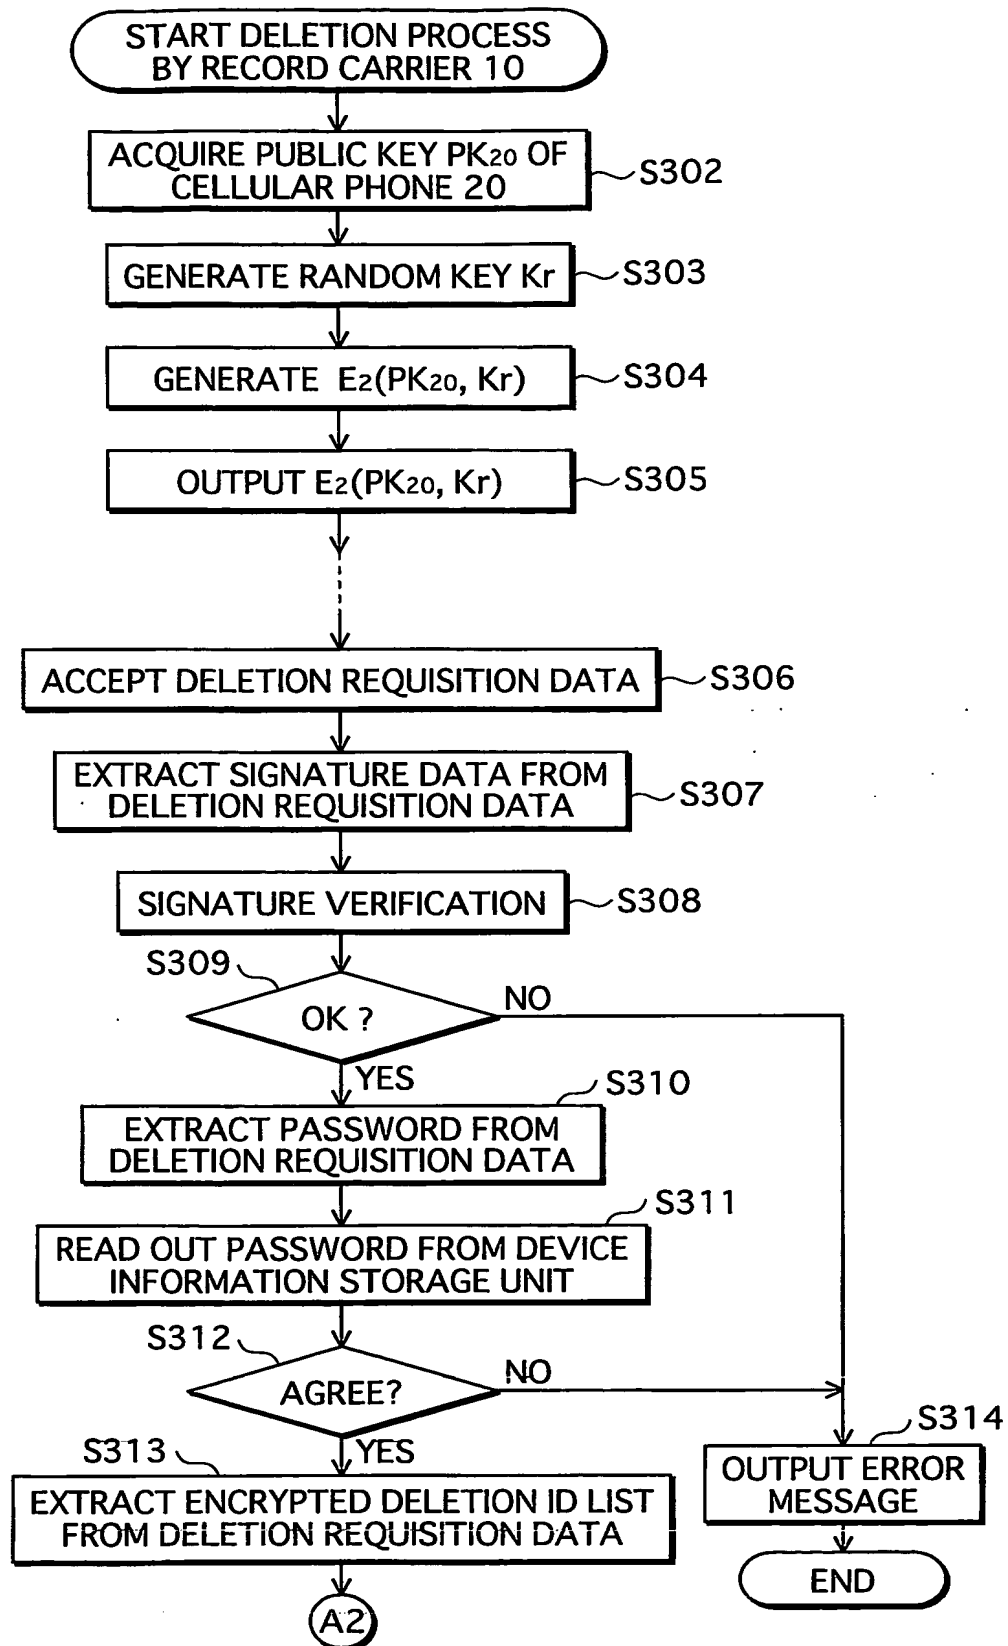 START DELETION PROCESS
BY RECORD CARRIER 10
ACQUIRE PUBLIC KEY PK20 OF
CELLULAR PHONE 20
S302
GENERATE RANDOM KEY Kr
S303
GENERATE E2(PK20, Kr)
S304
OUTPUT E2(PK20, Kr)
S305
ACCEPT DELETION REQUISITION DATA
S306
EXTRACT SIGNATURE DATA FROM
DELETION REQUISITION DATA
S307
SIGNATURE VERIFICATION
S308
S309
OK ?
NO
YES
S310
EXTRACT PASSWORD FROM
DELETION REQUISITION DATA
S311
READ OUT PASSWORD FROM DEVICE
INFORMATION STORAGE UNIT
S312
AGREE?
NO
YES
S313
EXTRACT ENCRYPTED DELETION ID LIST
FROM DELETION REQUISITION DATA
S314
OUTPUT ERROR
MESSAGE
END
A2